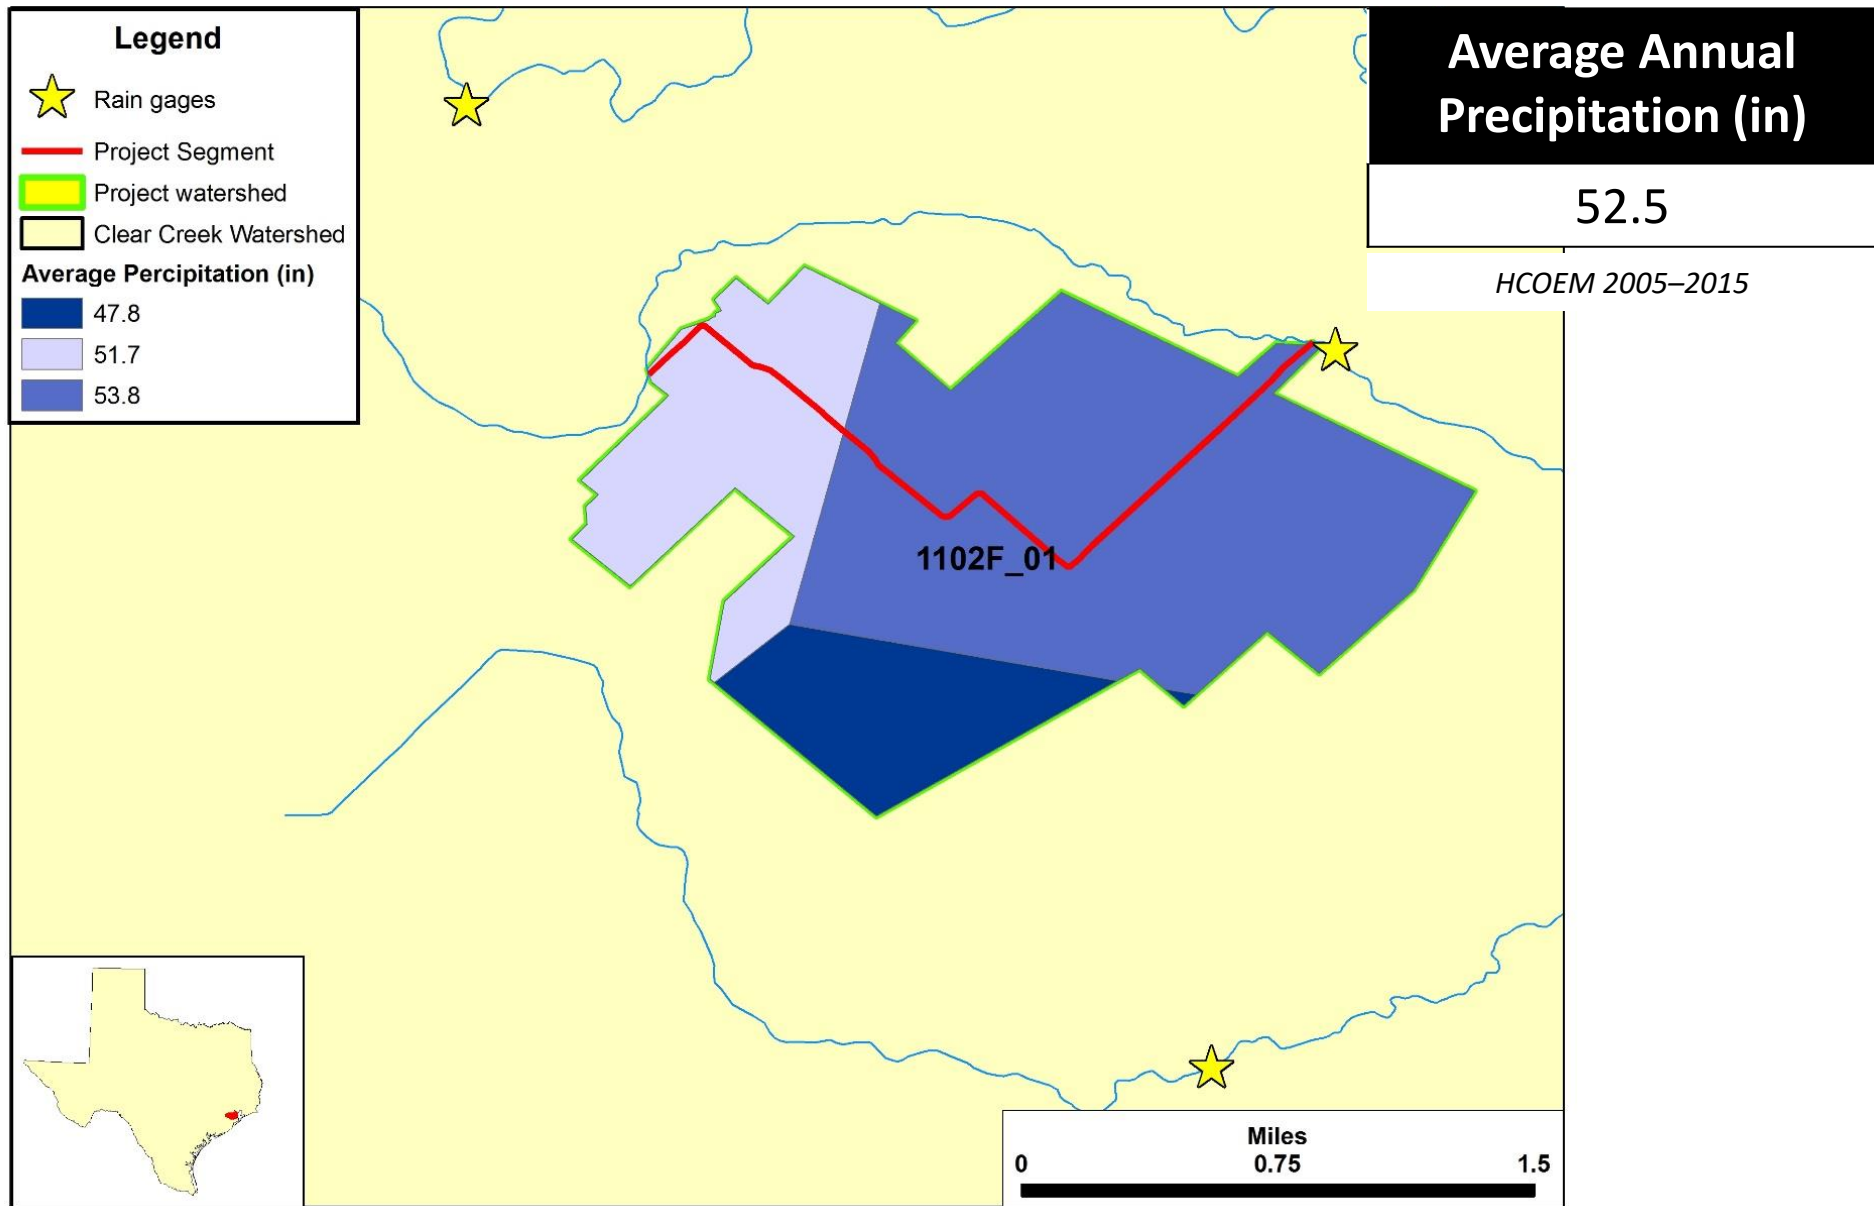 Legend
Rain gages
Project Segment
Project watershed
Clear Creek Watershed
Average Percipitation (in)
47.8
51.7
53.8
Average Annual
Precipitation (in)
52.5
HCOEM 2005–2015
1102F_01
Miles
0 0.75 1.5